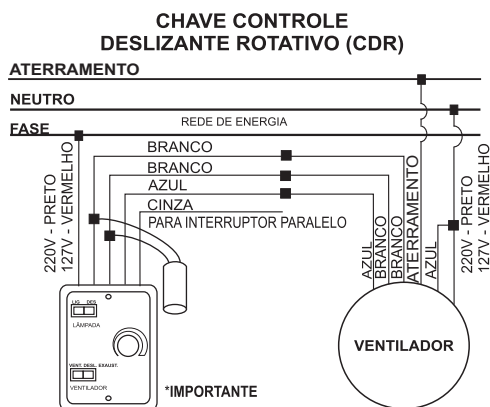 CHAVE CONTROLE
DESLIZANTE ROTATIVO (CDR)
ATERRAMENTO
NEUTRO
REDE DE ENERGIA
FASE
BRANCO
BRANCO
AZUL
CINZA
PARA INTERRUPTOR PARALELO
220V - PRETO
127V - VERMELHO
AZUL
BRANCO
BRANCO
ATERRAMENTO
AZUL
220V - PRETO
127V - VERMELHO
LIG DES
LÂMPADA
VENT. DESL. EXAUST.
VENTILADOR
*IMPORTANTE
VENTILADOR